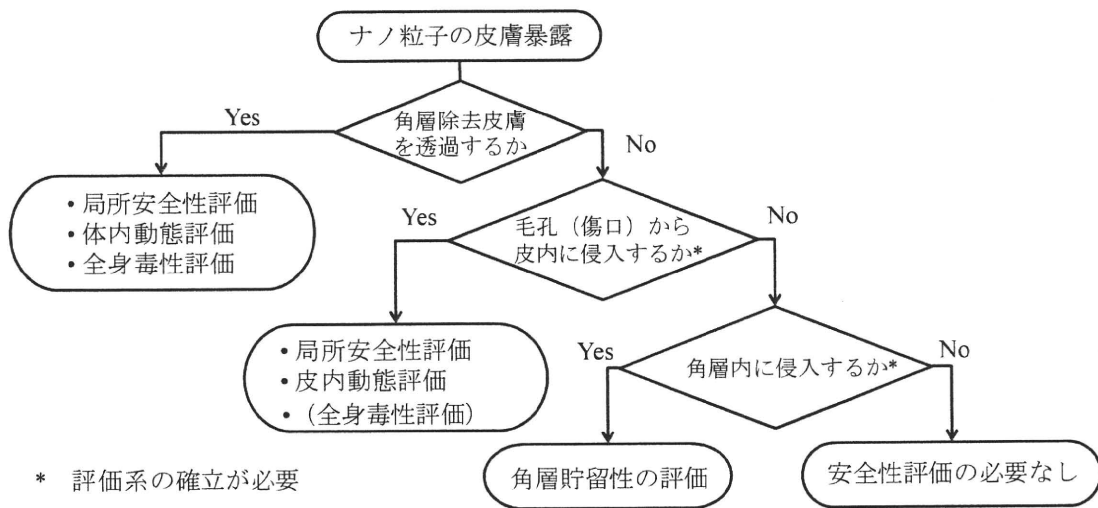 ナノ粒子の皮膚暴露
Yes
角層除去皮膚
を透過するか
No
・局所安全性評価
・体内動態評価
・全身毒性評価
Yes
毛孔（傷口）から
皮内に侵入するか*
No
・局所安全性評価
・皮内動態評価
・（全身毒性評価）
Yes
角層内に侵入するか*
No
角層貯留性の評価
安全性評価の必要なし
* 評価系の確立が必要